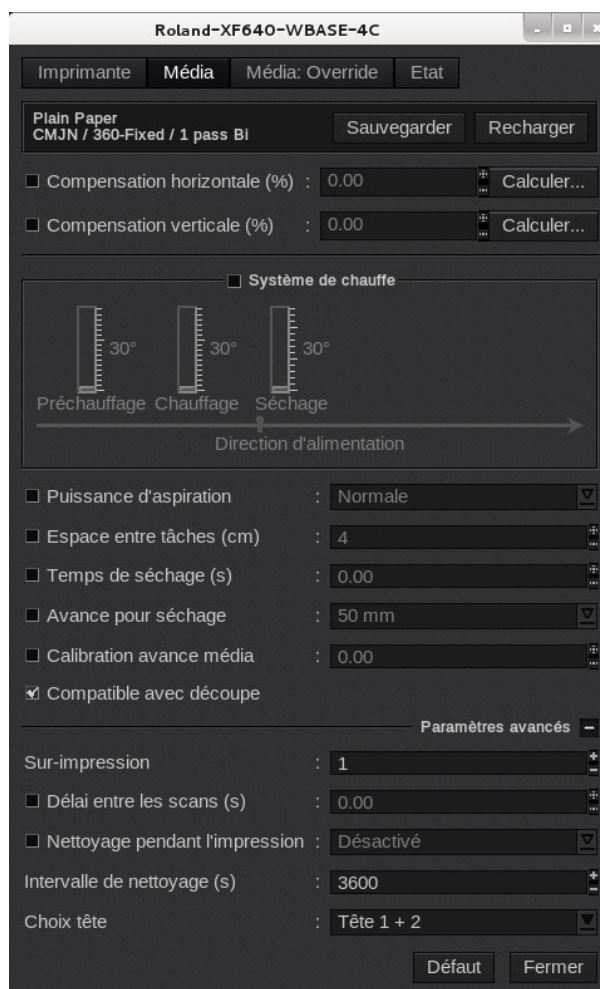 Roland-XF640-WBASE-4C
Imprimante Média Média: Override Etat
Plain Paper
CMJN / 360-Fixed / 1 pass Bi
Sauvegarder Recharger
Compensation horizontale (%) : 0.00 Calculer...
Compensation verticale (%) : 0.00 Calculer...
Système de chauffe
30° 30° 30°
Préchauffage Chauffage Séchage
Direction d'alimentation
Puissance d'aspiration : Normale
Espace entre tâches (cm) : 4
Temps de séchage (s) : 0.00
Avance pour séchage : 50 mm
Calibration avance média : 0.00
Compatible avec découpe
Paramètres avancés
Sur-impression : 1
Délai entre les scans (s) : 0.00
Nettoyage pendant l'impression : Désactivé
Intervalle de nettoyage (s) : 3600
Choix tête : Tête 1 + 2
Défaut Fermer